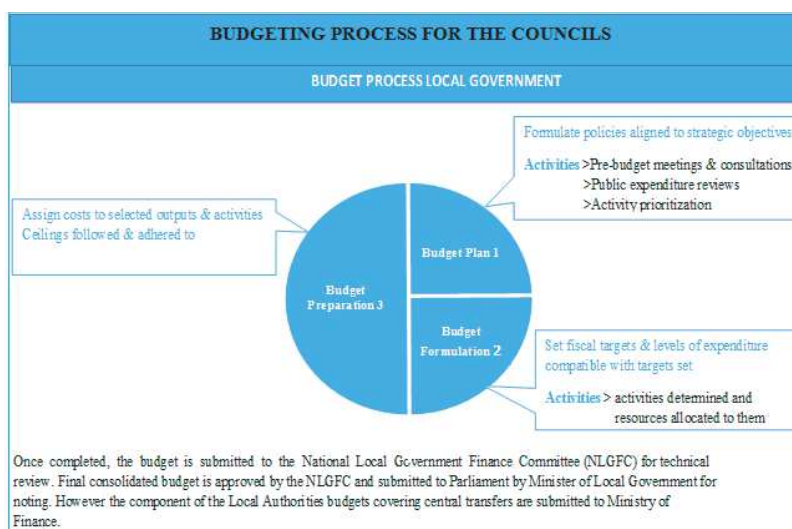 BUDGETING PROCESS FOR THE COUNCILS
BUDGET PROCESS LOCAL GOVERNMENT
Formulate policies aligned to strategic objectives
Activities >Pre-budget meetings & consultations
>Public expenditure reviews
>Activity prioritization
Assign costs to selected outputs & activities
Ceilings followed & adhered to
Budget Plan 1
Budget
Preparation 3
Budget
Formulation 2
Set fiscal targets & levels of expenditure
compatible with targets set
Activities > activities determined and
resources allocated to them
Once completed, the budget is submitted to the National Local Government Finance Committee (NLGFC) for technical
review. Final consolidated budget is approved by the NLGFC and submitted to Parliament by Minister of Local Government for
noting. However the component of the Local Authorities budgets covering central transfers are submitted to Ministry of
Finance.